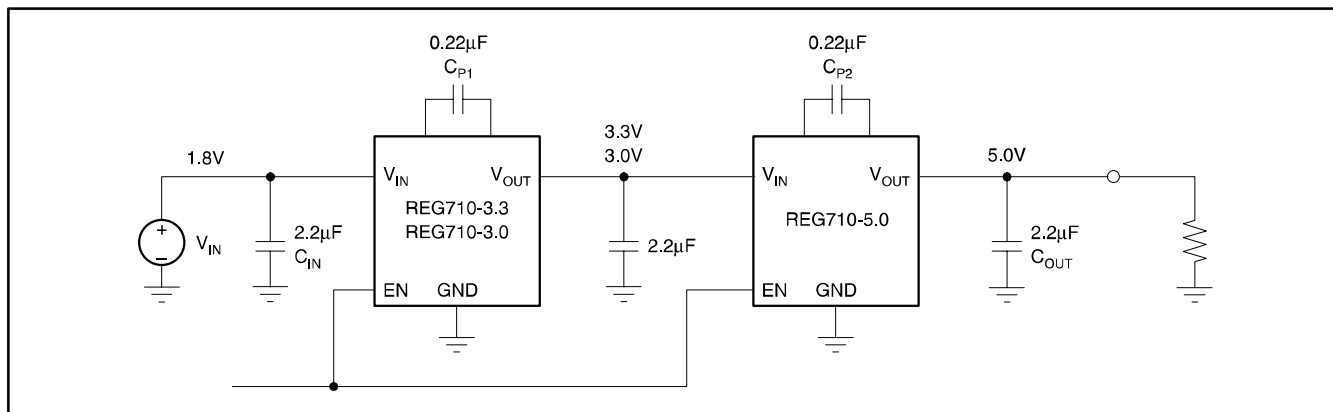 0.22μF
C_P1
0.22μF
C_P2
1.8V
3.3V
3.0V
5.0V
V_IN
V_OUT
V_IN
V_OUT
REG710-3.3
REG710-3.0
REG710-5.0
+
−
V_IN
2.2μF
C_IN
2.2μF
2.2μF
C_OUT
EN
GND
EN
GND